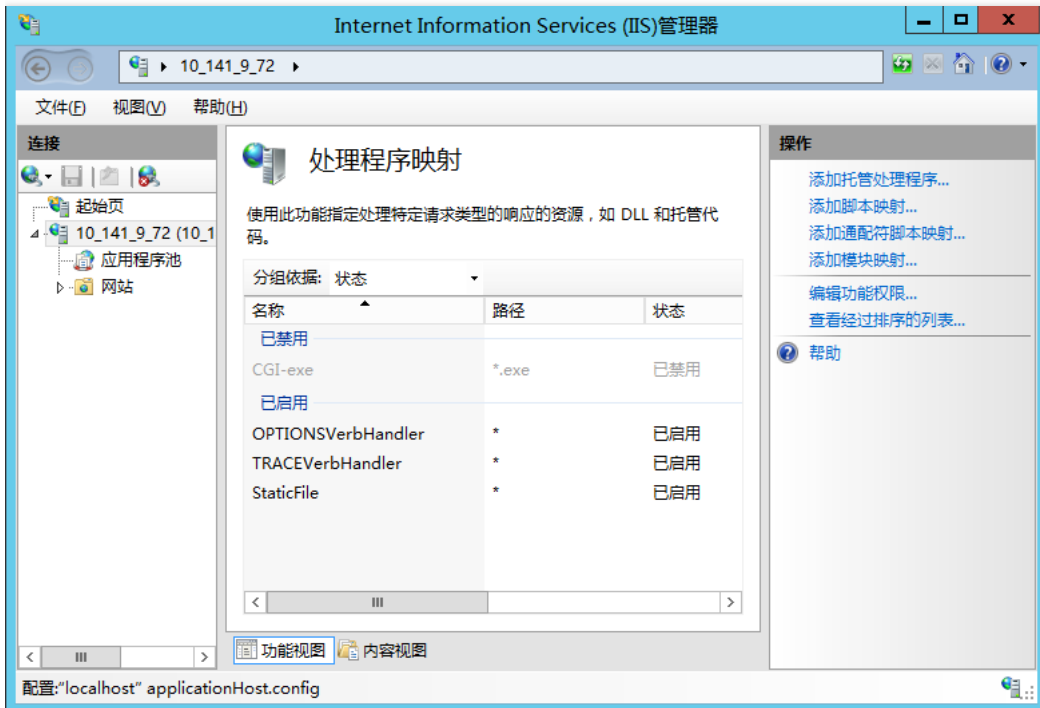 Internet Information Services (IIS)管理器
10_141_9_72
文件(F) 视图(V) 帮助(H)
连接
起始页
10_141_9_72 (10_1
应用程序池
网站
处理程序映射
使用此功能指定处理特定请求类型的响应的资源，如 DLL 和托管代
码。
分组依据: 状态
名称 路径 状态
已禁用
CGI-exe *.exe 已禁用
已启用
OPTIONSVerbHandler * 已启用
TRACEVerbHandler * 已启用
StaticFile * 已启用
功能视图 内容视图
操作
添加托管处理程序...
添加脚本映射...
添加通配符脚本映射...
添加模块映射...
编辑功能权限...
查看经过排序的列表...
帮助
配置:"localhost" applicationHost.config